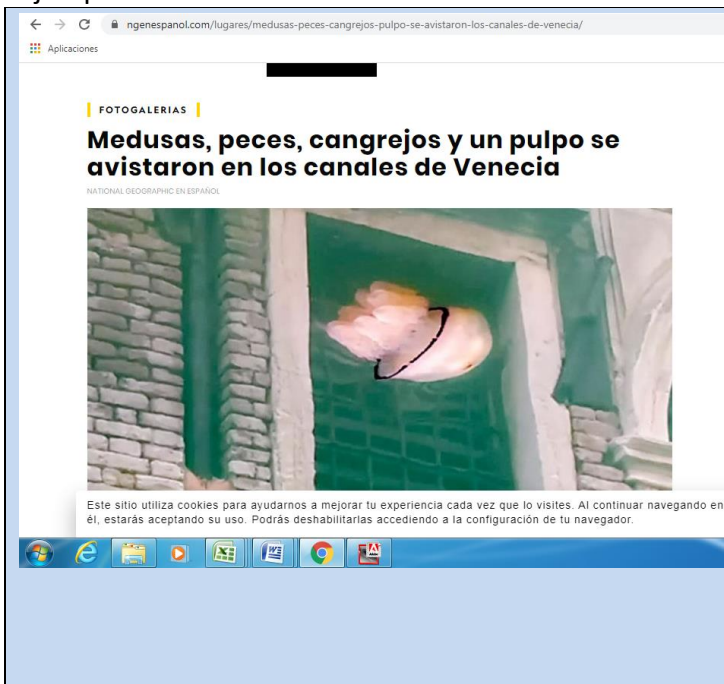 ngenespanol.com/lugares/medusas-peces-cangrejos-pulpo-se-avistaron-los-canales-de-venecia/
Aplicaciones
FOTOGALERIAS
Medusas, peces, cangrejos y un pulpo se
avistaron en los canales de Venecia
NATIONAL GEOGRAPHIC EN ESPAÑOL
Este sitio utiliza cookies para ayudarnos a mejorar tu experiencia cada vez que lo visites. Al continuar navegando en
él, estarás aceptando su uso. Podrás deshabilitarlas accediendo a la configuración de tu navegador.